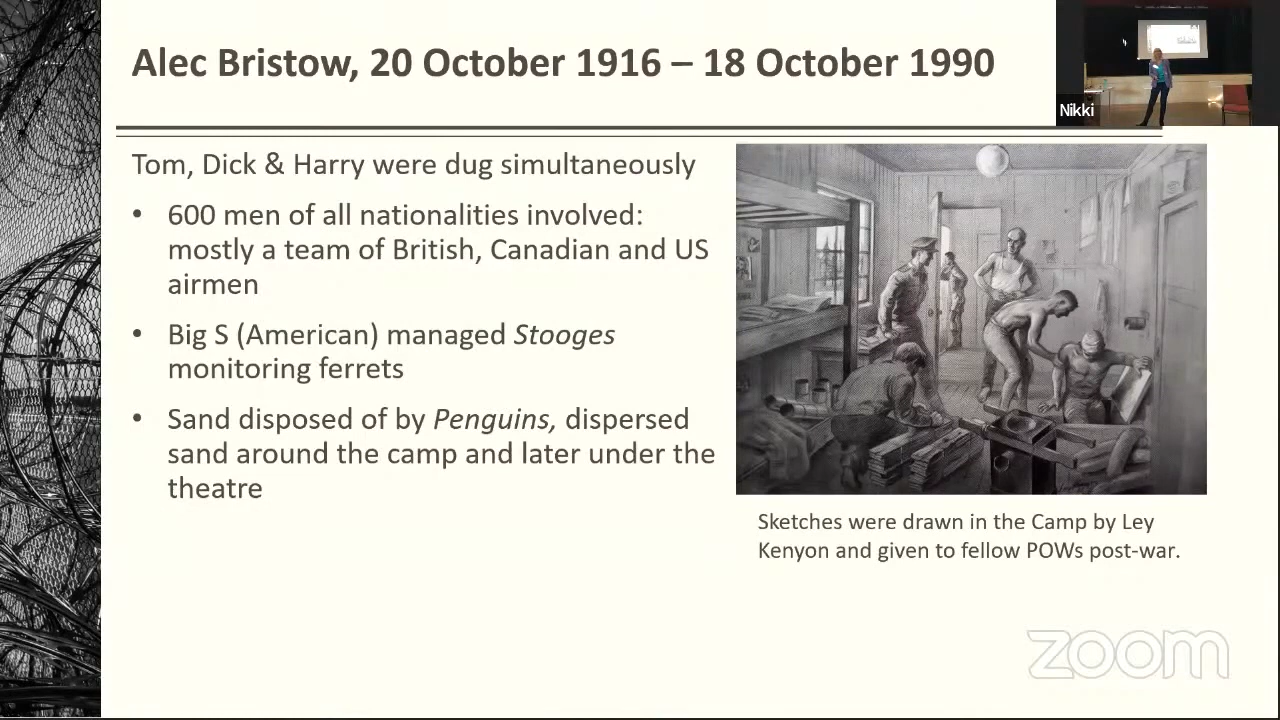 Alec Bristow, 20 October 1916 – 18 October 1990
Nikki
Tom, Dick & Harry were dug simultaneously
• 600 men of all nationalities involved:
mostly a team of British, Canadian and US
airmen
• Big S (American) managed Stooges
monitoring ferrets
• Sand disposed of by Penguins, dispersed
sand around the camp and later under the
theatre
Sketches were drawn in the Camp by Ley
Kenyon and given to fellow POWs post-war.
zoom